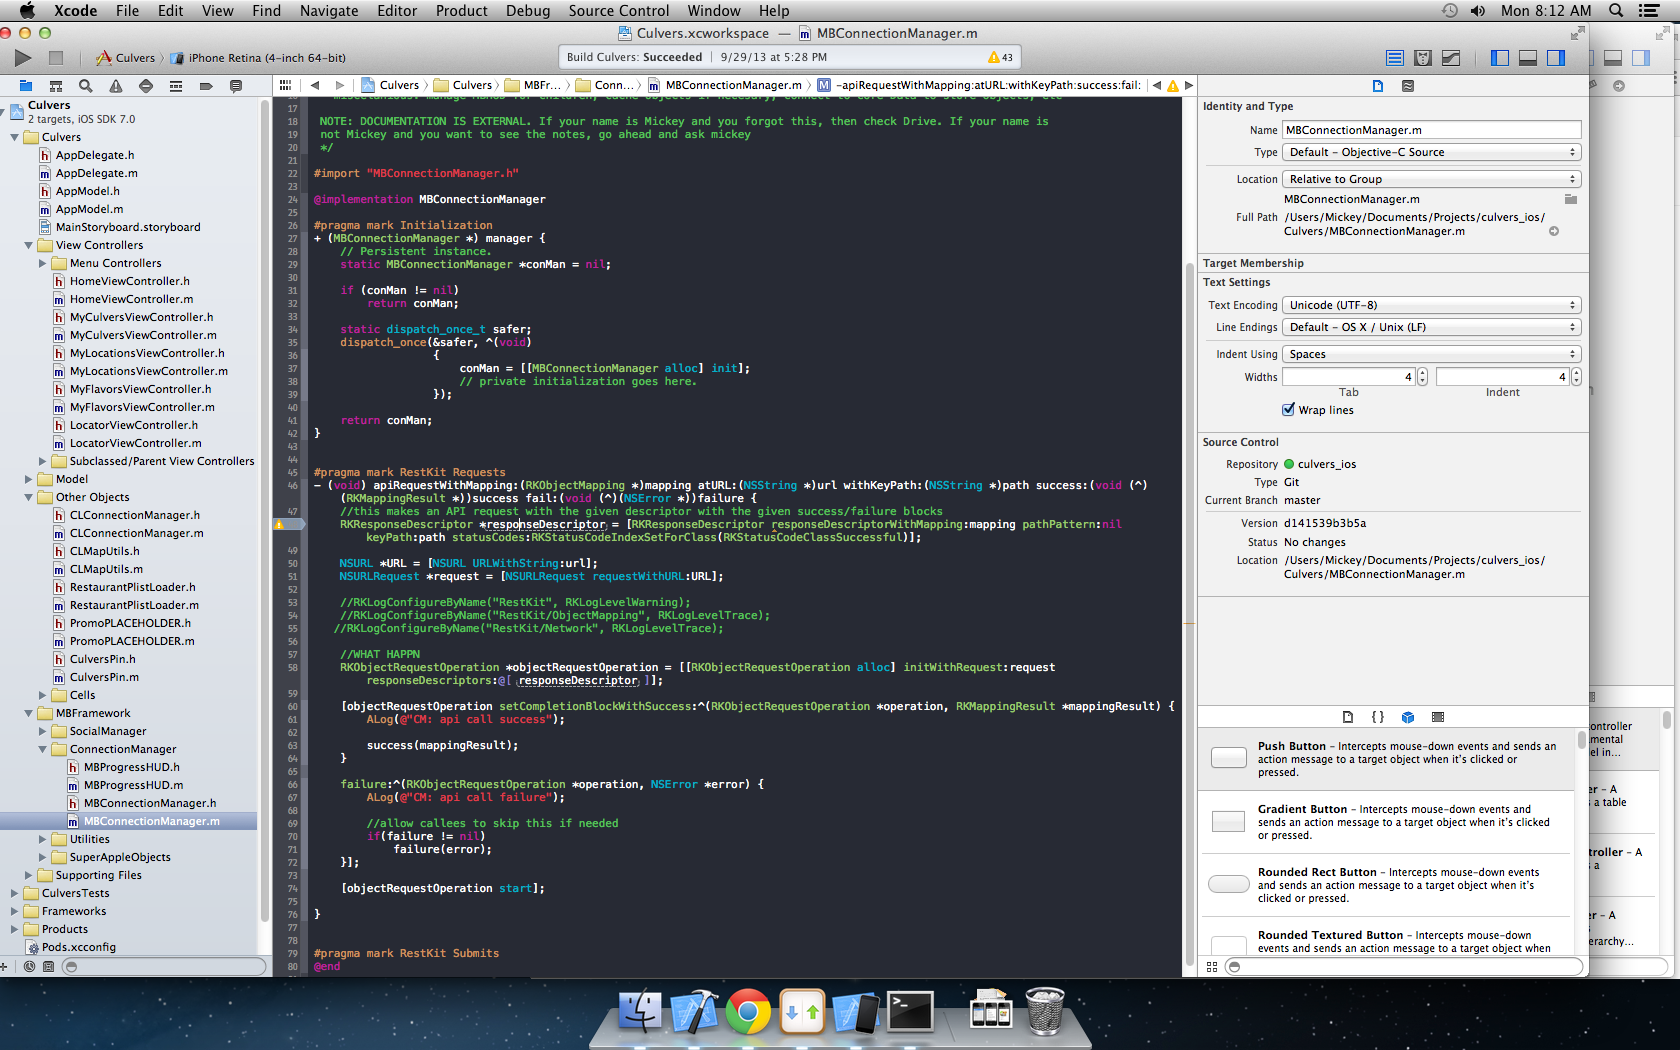 Xcode File Edit View Find Navigate Editor Product Debug Source Control Window Help Mon 8:12 AM
Culvers.xcworkspace — MBConnectionManager.m
Culvers iPhone Retina (4-inch 64-bit)
Build Culvers: Succeeded 9/29/13 at 5:28 PM 43
Culvers Culvers MBFr... Conn... MBConnectionManager.m -apiRequestWithMapping:atURL:withKeyPath:success:fail:
Culvers
2 targets, iOS SDK 7.0
Culvers
AppDelegate.h
AppDelegate.m
AppModel.h
AppModel.m
MainStoryboard.storyboard
View Controllers
Menu Controllers
HomeViewController.h
HomeViewController.m
MyCulversViewController.h
MyCulversViewController.m
MyLocationsViewController.h
MyLocationsViewController.m
MyFlavorsViewController.h
MyFlavorsViewController.m
LocatorViewController.h
LocatorViewController.m
Subclassed/Parent View Controllers
Model
Other Objects
CLConnectionManager.h
CLConnectionManager.m
CLMapUtils.h
CLMapUtils.m
RestaurantPlistLoader.h
RestaurantPlistLoader.m
PromoPLACEHOLDER.h
PromoPLACEHOLDER.m
CulversPin.h
CulversPin.m
Cells
MBFramework
SocialManager
ConnectionManager
MBProgressHUD.h
MBProgressHUD.m
MBConnectionManager.h
MBConnectionManager.m
Utilities
SuperAppleObjects
Supporting Files
CulversTests
Frameworks
Products
Pods.xcconfig
17
18 NOTE: DOCUMENTATION IS EXTERNAL. If your name is Mickey and you forgot this, then check Drive. If your name is
19 not Mickey and you want to see the notes, go ahead and ask mickey
20 */
21
22 #import "MBConnectionManager.h"
23
24 @implementation MBConnectionManager
25
26 #pragma mark Initialization
27 + (MBConnectionManager *) manager {
28 // Persistent instance.
29 static MBConnectionManager *conMan = nil;
30
31 if (conMan != nil)
32 return conMan;
33
34 static dispatch_once_t safer;
35 dispatch_once(&safer, ^(void)
36 {
37 conMan = [[MBConnectionManager alloc] init];
38 // private initialization goes here.
39 });
40
41 return conMan;
42 }
43
44
45 #pragma mark RestKit Requests
46 - (void) apiRequestWithMapping:(RKObjectMapping *)mapping atURL:(NSString *)url withKeyPath:(NSString *)path success:(void (^)
(RKMappingResult *))success fail:(void (^)(NSError *))failure {
47 //this makes an API request with the given descriptor with the given success/failure blocks
RKResponseDescriptor *responseDescriptor = [RKResponseDescriptor responseDescriptorWithMapping:mapping pathPattern:nil
keyPath:path statusCodes:RKStatusCodeIndexSetForClass(RKStatusCodeClassSuccessful)];
49
50 NSURL *URL = [NSURL URLWithString:url];
51 NSURLRequest *request = [NSURLRequest requestWithURL:URL];
52
53 //RKLogConfigureByName("RestKit", RKLogLevelWarning);
54 //RKLogConfigureByName("RestKit/ObjectMapping", RKLogLevelTrace);
55 //RKLogConfigureByName("RestKit/Network", RKLogLevelTrace);
56
57 //WHAT HAPPN
58 RKObjectRequestOperation *objectRequestOperation = [[RKObjectRequestOperation alloc] initWithRequest:request
responseDescriptors:@[ responseDescriptor ]];
59
60 [objectRequestOperation setCompletionBlockWithSuccess:^(RKObjectRequestOperation *operation, RKMappingResult *mappingResult) {
61 ALog(@"CM: api call success");
62
63 success(mappingResult);
64 }
65
66 failure:^(RKObjectRequestOperation *operation, NSError *error) {
67 ALog(@"CM: api call failure");
68
69 //allow callees to skip this if needed
70 if(failure != nil)
71 failure(error);
72 }];
73
74 [objectRequestOperation start];
75
76 }
77
78
79 #pragma mark RestKit Submits
80 @end
Identity and Type
Name MBConnectionManager.m
Type Default - Objective-C Source
Location Relative to Group
MBConnectionManager.m
Full Path /Users/Mickey/Documents/Projects/culvers_ios/
Culvers/MBConnectionManager.m
Target Membership
Text Settings
Text Encoding Unicode (UTF-8)
Line Endings Default - OS X / Unix (LF)
Indent Using Spaces
Widths 4 4
Tab Indent
Wrap lines
Source Control
Repository culvers_ios
Type Git
Current Branch master
Version d141539b3b5a
Status No changes
Location /Users/Mickey/Documents/Projects/culvers_ios/
Culvers/MBConnectionManager.m
Push Button - Intercepts mouse-down events and sends an
action message to a target object when it's clicked or
pressed.
Gradient Button - Intercepts mouse-down events and
sends an action message to a target object when it's clicked
or pressed.
Rounded Rect Button - Intercepts mouse-down events
and sends an action message to a target object when it's
clicked or pressed.
Rounded Textured Button - Intercepts mouse-down
events and sends an action message to a target object when
ontroller
mental
el in...
er - A
a table
troller - A
s a
r - A
erarchy...